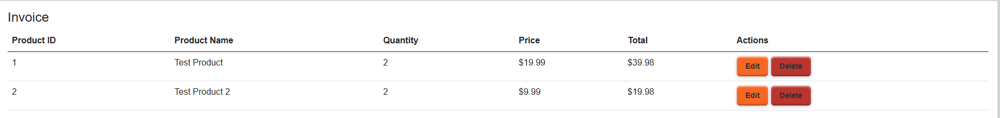 Invoice
Product ID Product Name Quantity Price Total Actions
1 Test Product 2 $19.99 $39.98 Edit Delete
2 Test Product 2 2 $9.99 $19.98 Edit Delete